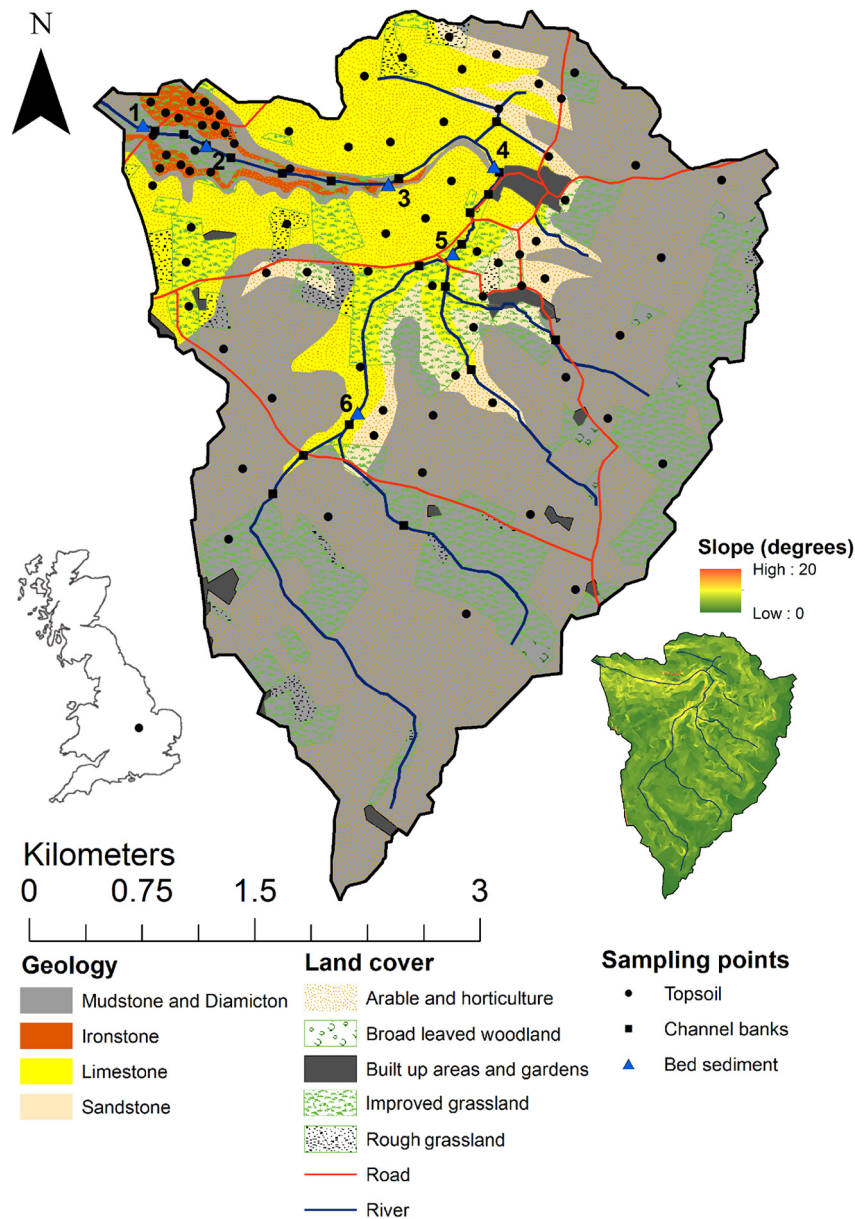 N
1
2
3
4
5
6
Slope (degrees)
High : 20
Low : 0
Kilometers
0 0.75 1.5 3
Geology
Mudstone and Diamicton
Ironstone
Limestone
Sandstone
Land cover
Arable and horticulture
Broad leaved woodland
Built up areas and gardens
Improved grassland
Rough grassland
Road
River
Sampling points
Topsoil
Channel banks
Bed sediment